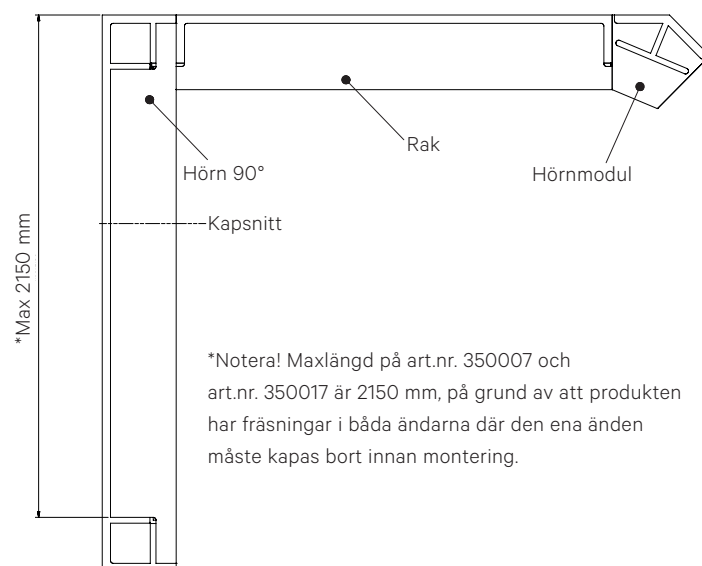 Rak
Hörn 90°
Hörnmodul
Kapsnitt
*Max 2150 mm
*Notera! Maxlängd på art.nr. 350007 och
art.nr. 350017 är 2150 mm, på grund av att produkten
har fräsningar i båda ändarna där den ena änden
måste kapas bort innan montering.